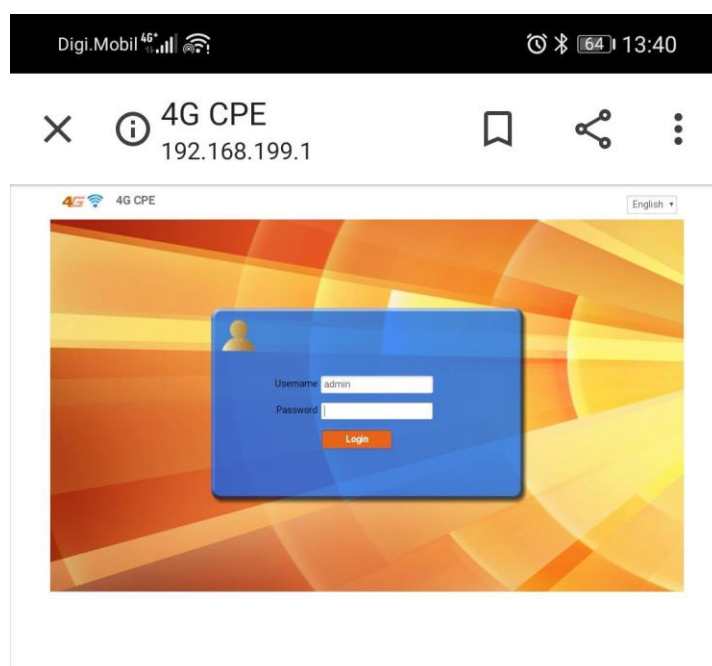 Digi.Mobil 4G+ 64 13:40
4G CPE
192.168.199.1
4G 4G CPE English
Username admin
Password
Login